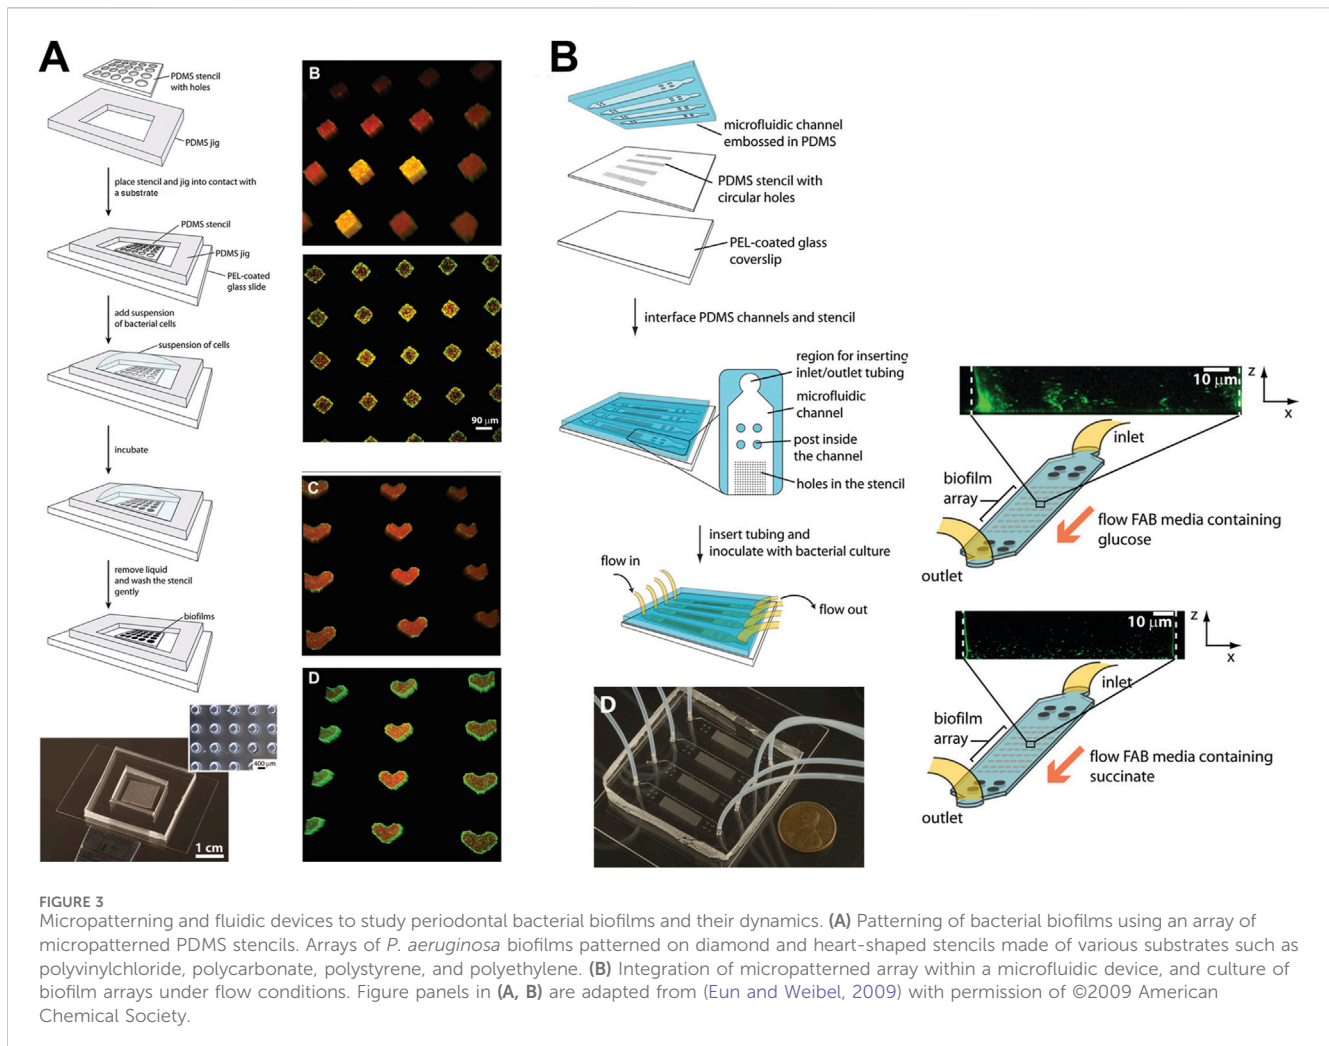 A
PDMS stencil
with holes
PDMS jig
place stencil and jig into contact with
a substrate
PDMS stencil
PDMS jig
PEL-coated
glass slide
add suspension
of bacterial cells
suspension of cells
incubate
remove liquid
and wash the stencil
gently
biofilms
400 μm
1 cm
B
90 μm
C
D
B
microfluidic channel
embossed in PDMS
PDMS stencil with
circular holes
PEL-coated glass
coverslip
interface PDMS channels and stencil
region for inserting
inlet/outlet tubing
microfluidic
channel
post inside
the channel
holes in the stencil
insert tubing and
inoculate with bacterial culture
flow in
flow out
D
10 μm
z
x
inlet
biofilm
array
flow FAB media containing
glucose
outlet
10 μm
z
x
inlet
biofilm
array
flow FAB media containing
succinate
outlet
FIGURE 3
Micropatterning and fluidic devices to study periodontal bacterial biofilms and their dynamics. (A) Patterning of bacterial biofilms using an array of
micropatterned PDMS stencils. Arrays of P. aeruginosa biofilms patterned on diamond and heart-shaped stencils made of various substrates such as
polyvinylchloride, polycarbonate, polystyrene, and polyethylene. (B) Integration of micropatterned array within a microfluidic device, and culture of
biofilm arrays under flow conditions. Figure panels in (A, B) are adapted from (Eun and Weibel, 2009) with permission of ©2009 American
Chemical Society.